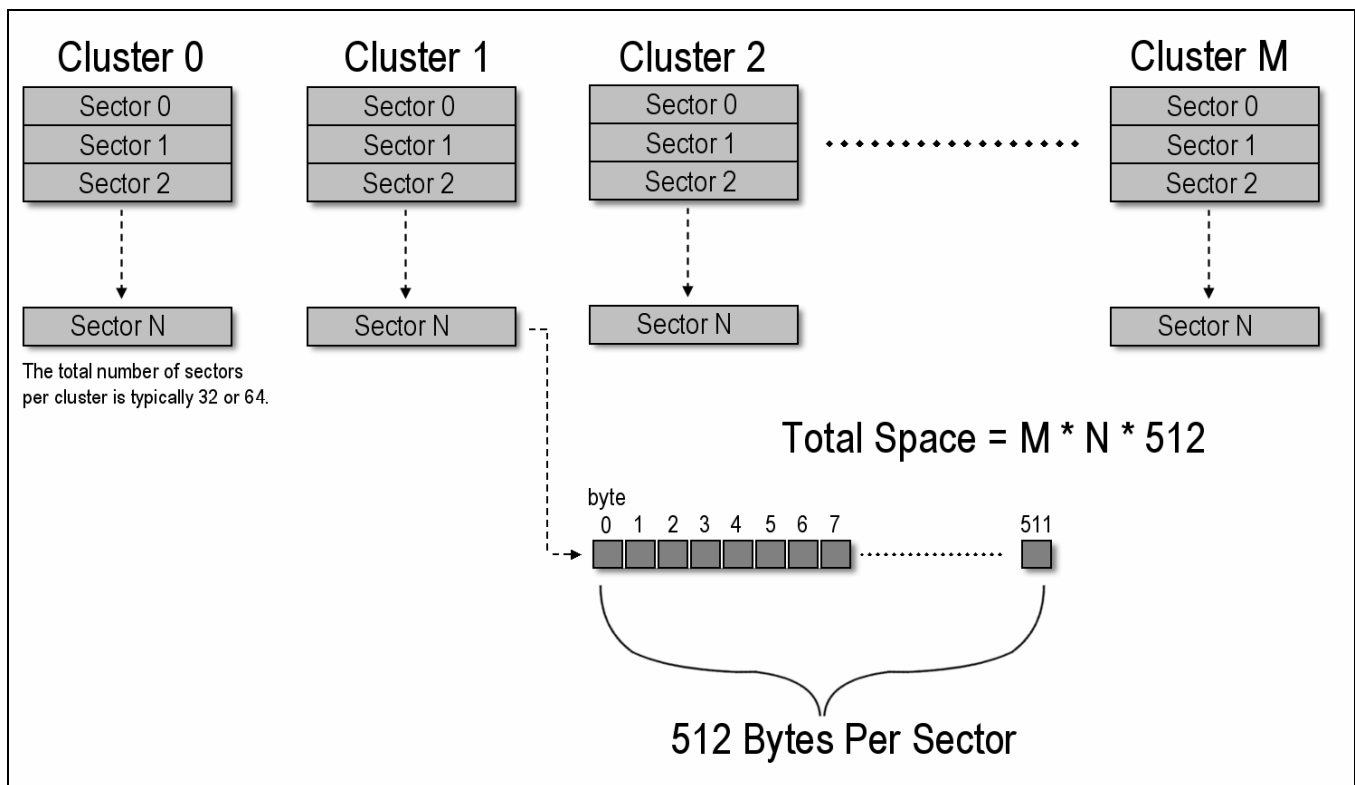 Cluster 0
Cluster 1
Cluster 2
Cluster M
Sector 0
Sector 0
Sector 0
Sector 0
Sector 1
Sector 1
Sector 1
Sector 1
Sector 2
Sector 2
Sector 2
Sector 2
Sector N
Sector N
Sector N
Sector N
The total number of sectors
per cluster is typically 32 or 64.
Total Space = M * N * 512
byte
0 1 2 3 4 5 6 7 511
512 Bytes Per Sector